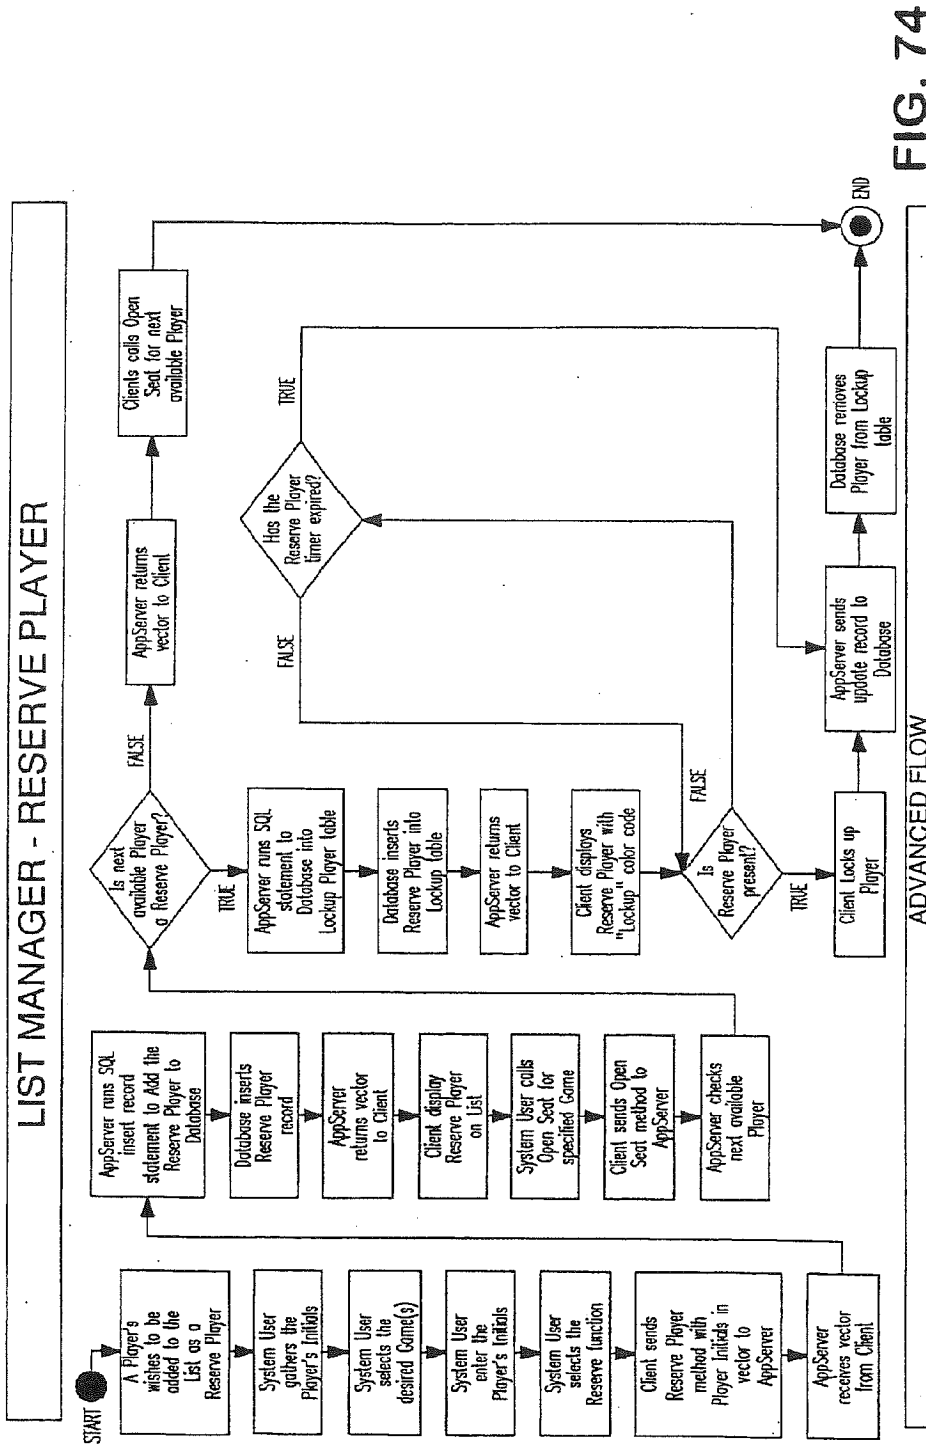 LIST MANAGER - RESERVE PLAYER
START
A Player's
wishes to be
added to the
List as a
Reserve Player
System User
gathers the
Player's Initials
System User
selects the
desired Game(s)
System User
enter the
Player's Initials
System User
selects the
Reserve function
Client sends
Reserve Player
method with
Player Initials in
vector to
AppServer
AppServer
receives vector
from Client
AppServer runs SQL
insert record
statement to Add the
Reserve Player to
Database
Database inserts
Reserve Player
record
AppServer
returns vector
to Client
Client display
Reserve Player
on List
System User calls
Open Seat for
specified Game
Client sends Open
Seat method to
AppServer
AppServer checks
next available
Player
Is next
available Player
a Reserve Player?
FALSE
TRUE
AppServer runs SQL
statement to
Database into
Lockup Player table
Database inserts
Reserve Player into
Lockup table
AppServer returns
vector to Client
Client displays
Reserve Player with
"Lockup" color code
Is
Reserve Player
present?
FALSE
TRUE
Client Locks up
Player
AppServer returns
vector to Client
Clients calls Open
Seat for next
available Player
Has the
Reserve Player
timer expired?
FALSE
TRUE
AppServer sends
update record to
Database
Database removes
Player from Lockup
table
END
ADVANCED FLOW
FIG. 74